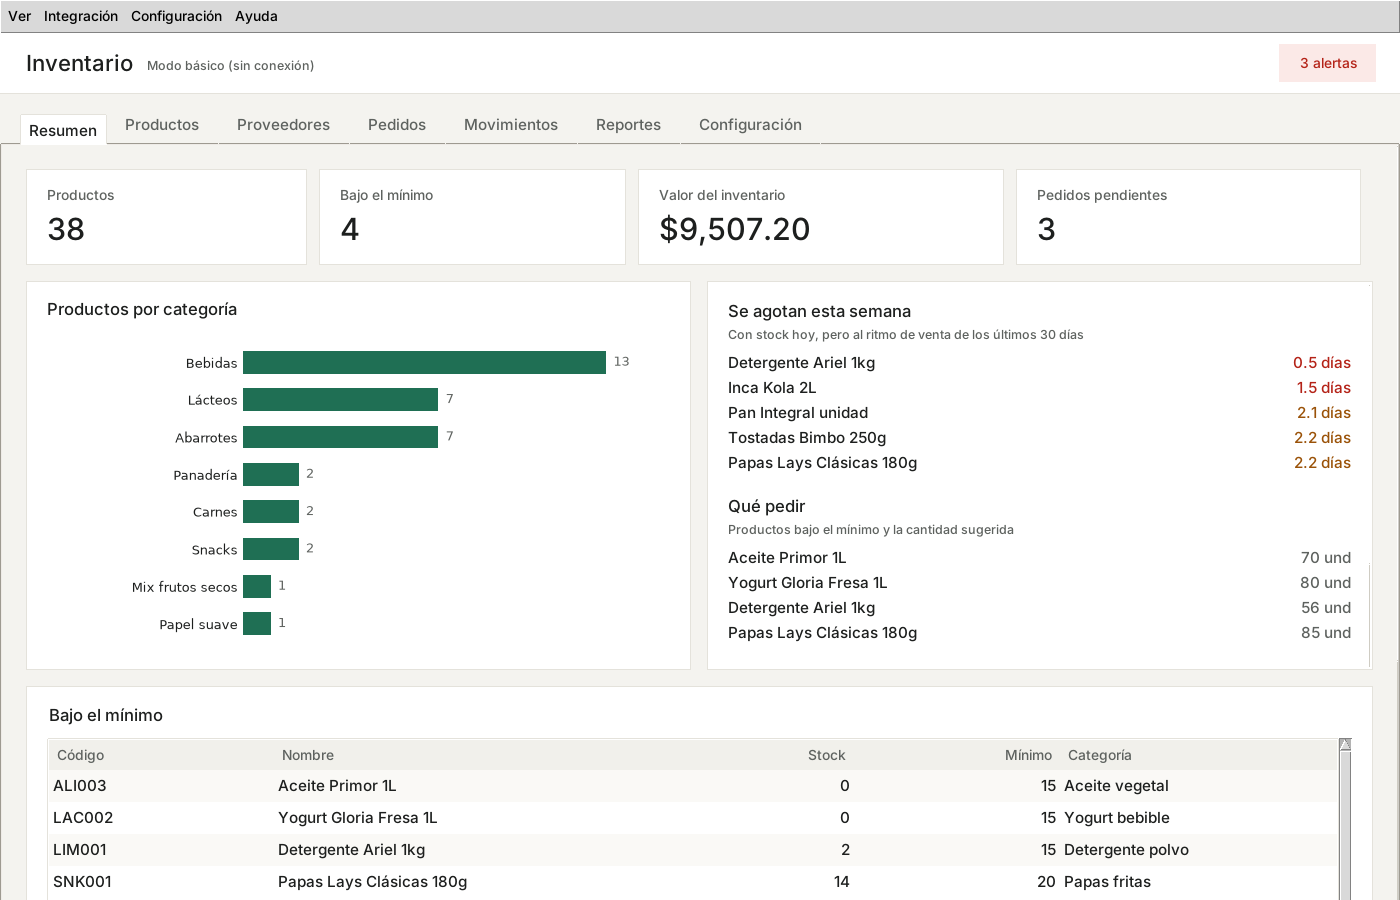 Ver Integración Configuración Ayuda
Inventario Modo básico (sin conexión)
3 alertas
Resumen Productos Proveedores Pedidos Movimientos Reportes Configuración
Productos
38
Bajo el mínimo
4
Valor del inventario
$9,507.20
Pedidos pendientes
3
Productos por categoría
Bebidas 13
Lácteos 7
Abarrotes 7
Panadería 2
Carnes 2
Snacks 2
Mix frutos secos 1
Papel suave 1
Se agotan esta semana
Con stock hoy, pero al ritmo de venta de los últimos 30 días
Detergente Ariel 1kg 0.5 días
Inca Kola 2L 1.5 días
Pan Integral unidad 2.1 días
Tostadas Bimbo 250g 2.2 días
Papas Lays Clásicas 180g 2.2 días
Qué pedir
Productos bajo el mínimo y la cantidad sugerida
Aceite Primor 1L 70 und
Yogurt Gloria Fresa 1L 80 und
Detergente Ariel 1kg 56 und
Papas Lays Clásicas 180g 85 und
Bajo el mínimo
Código Nombre Stock Mínimo Categoría
ALI003 Aceite Primor 1L 0 15 Aceite vegetal
LAC002 Yogurt Gloria Fresa 1L 0 15 Yogurt bebible
LIM001 Detergente Ariel 1kg 2 15 Detergente polvo
SNK001 Papas Lays Clásicas 180g 14 20 Papas fritas